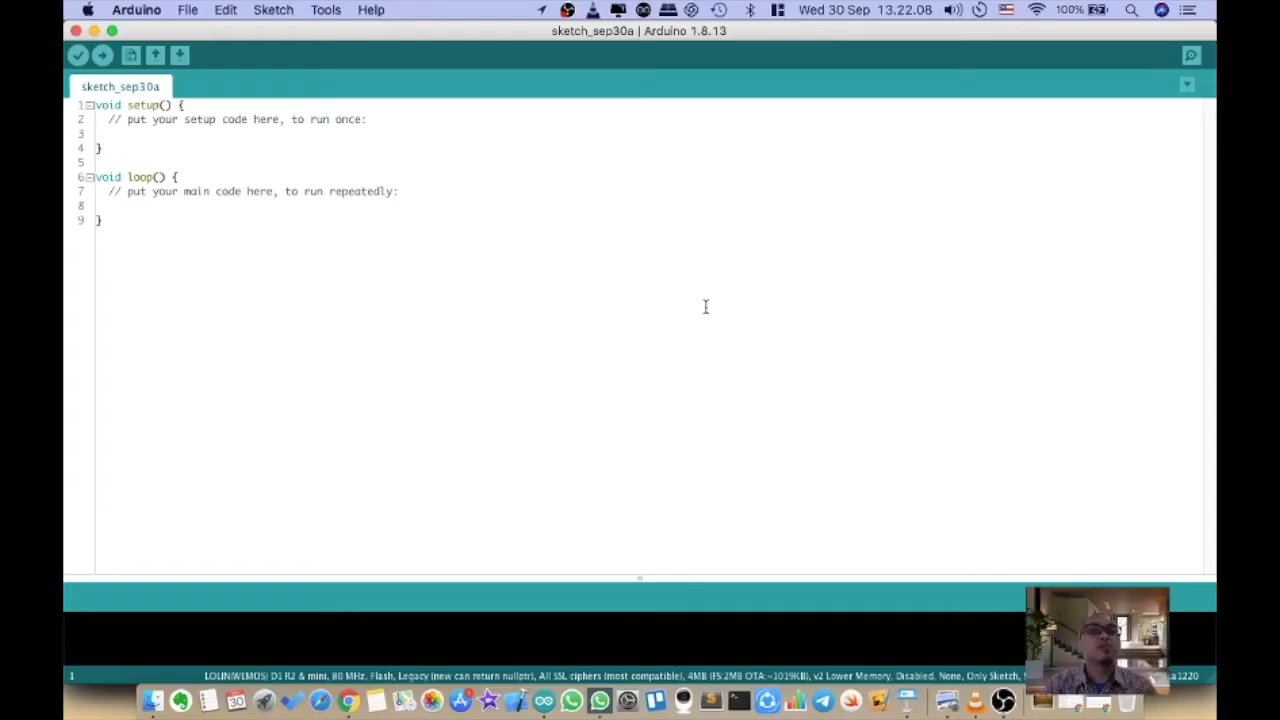 Arduino File Edit Sketch Tools Help 100% Wed 30 Sep 13.22.08
sketch_sep30a | Arduino 1.8.13
sketch_sep30a
1 void setup() {
2 // put your setup code here, to run once:
3
4 }
5
6 void loop() {
7 // put your main code here, to run repeatedly:
8
9 }
1 LOLIN(WEMOS) D1 R2 & mini, 80 MHz, Flash, Legacy (new can return nullptr), All SSL ciphers (most compatible), 4MB (FS:2MB OTA:~1019KB), v2 Lower Memory, Disabled, None, Only Sketch, a1220
30